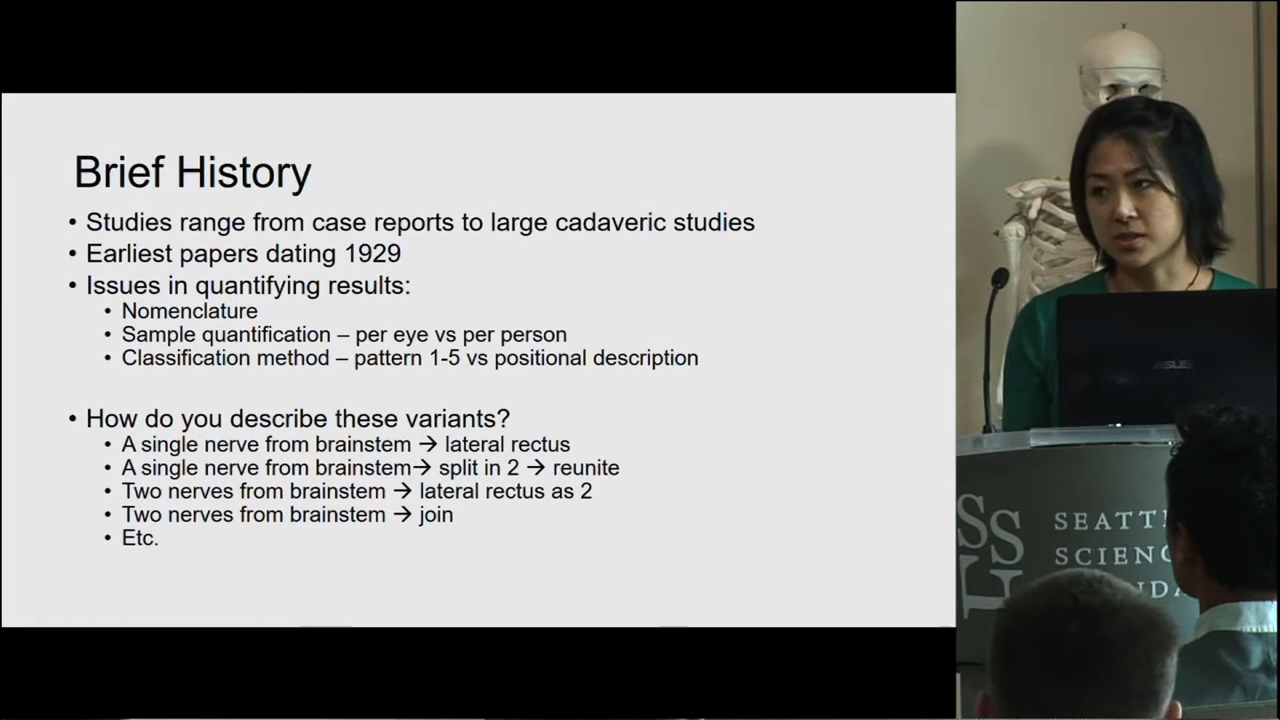 Brief History
• Studies range from case reports to large cadaveric studies
• Earliest papers dating 1929
• Issues in quantifying results:
• Nomenclature
• Sample quantification – per eye vs per person
• Classification method – pattern 1-5 vs positional description
• How do you describe these variants?
• A single nerve from brainstem → lateral rectus
• A single nerve from brainstem→ split in 2 → reunite
• Two nerves from brainstem → lateral rectus as 2
• Two nerves from brainstem → join
• Etc.
ASUS
SS
L
SEATT
SCIENC
NDA